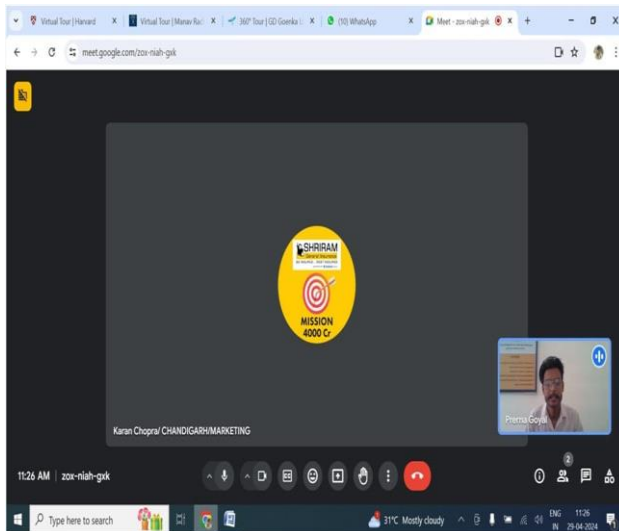 Virtual Tour | Harvard
Virtual Tour | Manav Rac
360° Tour | GD Goenka
(10) WhatsApp
Meet - zox-niah-gxk
meet.google.com/zox-niah-gxk
SHRIRAM
General Insurance
MISSION
4000 Cr
Prerna Goyal
Karan Chopra/ CHANDIGARH/MARKETING
2
11:26 AM | zox-niah-gxk
Type here to search
31°C Mostly cloudy
ENG
IN
11:26
29-04-2024